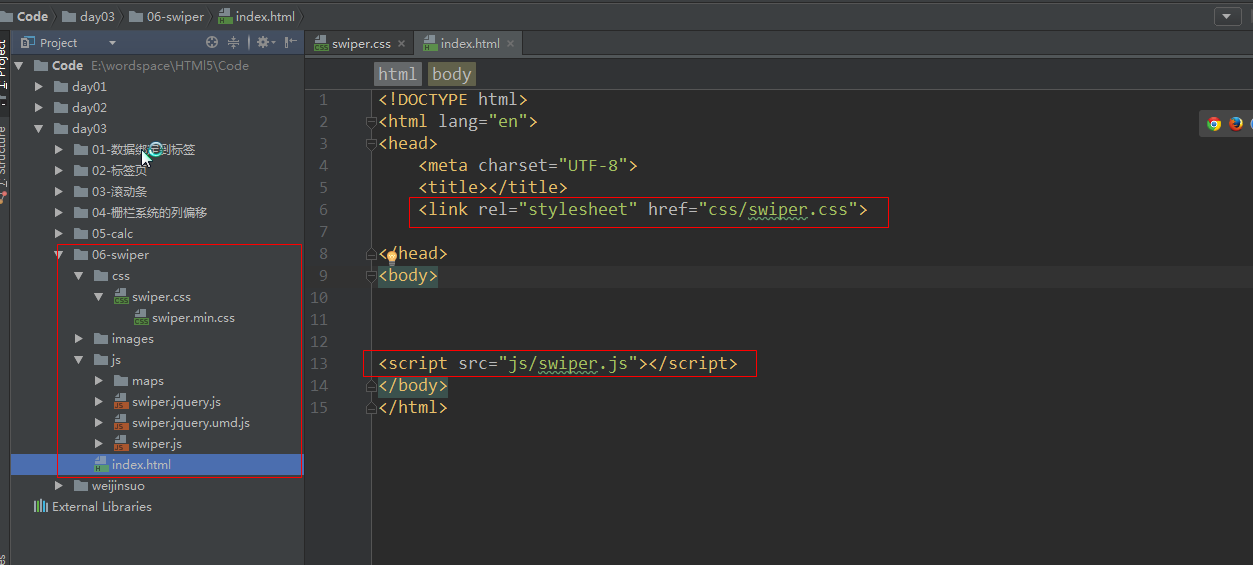 Code day03 06-swiper index.html
Project
swiper.css index.html
1: Project
7: Structure
Code E:\wordspace\HTMl5\Code
day01
day02
day03
01-数据绑定到标签
02-标签页
03-滚动条
04-栅栏系统的列偏移
05-calc
06-swiper
css
swiper.css
swiper.min.css
images
js
maps
swiper.jquery.js
swiper.jquery.umd.js
swiper.js
index.html
weijinsuo
External Libraries
html body
1 <!DOCTYPE html>
2 <html lang="en">
3 <head>
4 <meta charset="UTF-8">
5 <title></title>
6 <link rel="stylesheet" href="css/swiper.css">
7
8 </head>
9 <body>
10
11
12
13 <script src="js/swiper.js"></script>
14 </body>
15 </html>